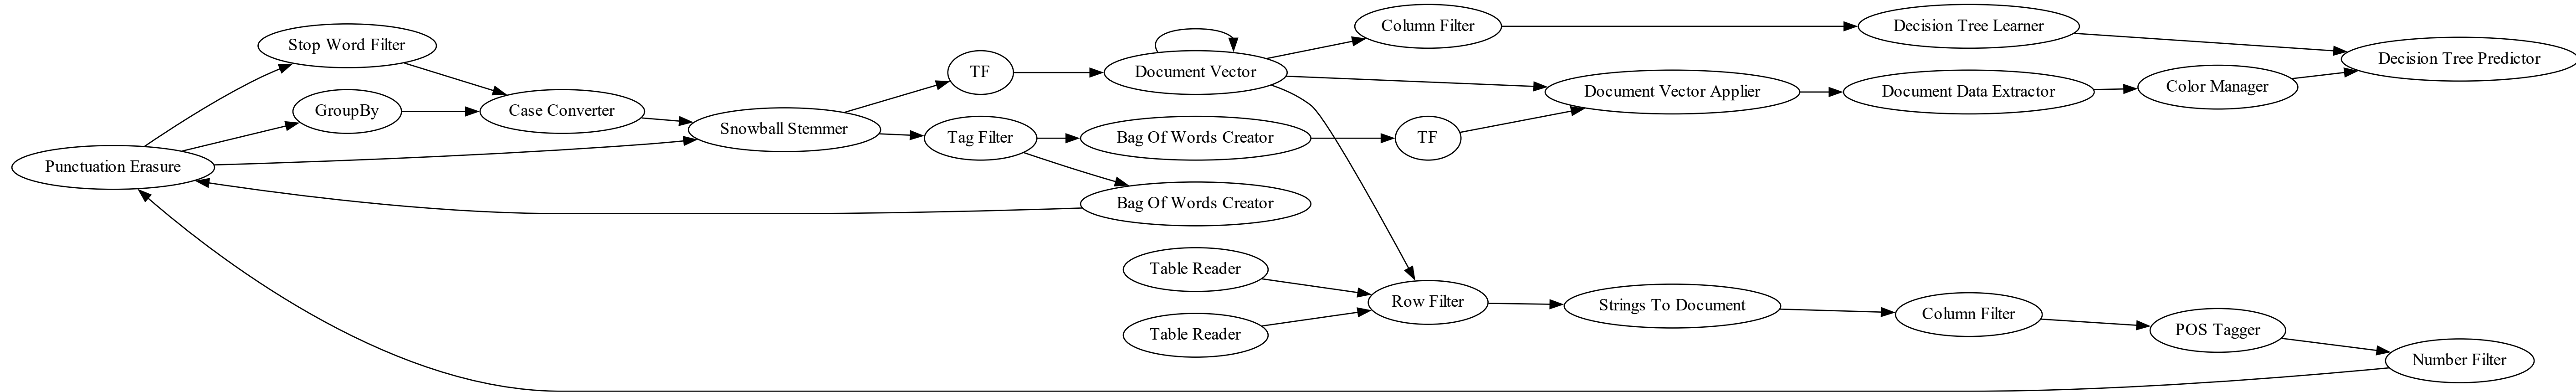 Punctuation Erasure
Stop Word Filter
GroupBy
Case Converter
Snowball Stemmer
TF
Tag Filter
Document Vector
Bag Of Words Creator
Bag Of Words Creator
Table Reader
Table Reader
Column Filter
TF
Row Filter
Document Vector Applier
Strings To Document
Decision Tree Learner
Document Data Extractor
Column Filter
Color Manager
POS Tagger
Decision Tree Predictor
Number Filter